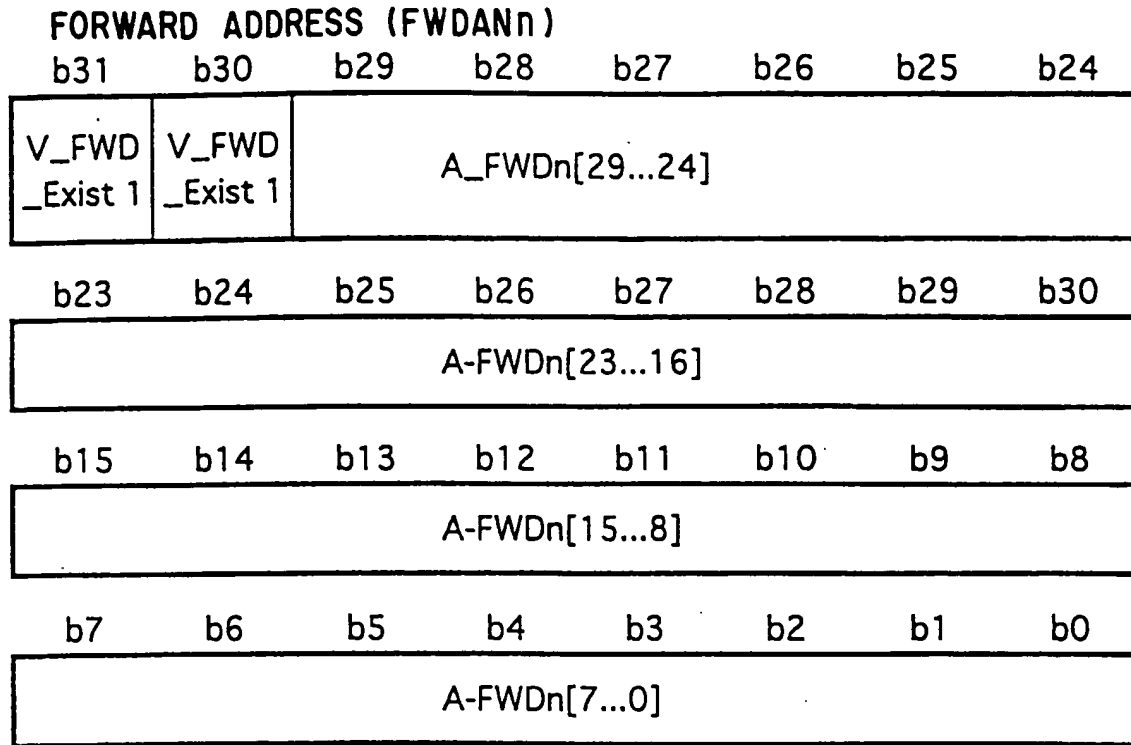 FORWARD ADDRESS (FWDANn)
b31 b30 b29 b28 b27 b26 b25 b24
V_FWD V_FWD
_Exist 1 _Exist 1
A_FWDn[29...24]
b23 b24 b25 b26 b27 b28 b29 b30
A-FWDn[23...16]
b15 b14 b13 b12 b11 b10 b9 b8
A-FWDn[15...8]
b7 b6 b5 b4 b3 b2 b1 b0
A-FWDn[7...0]